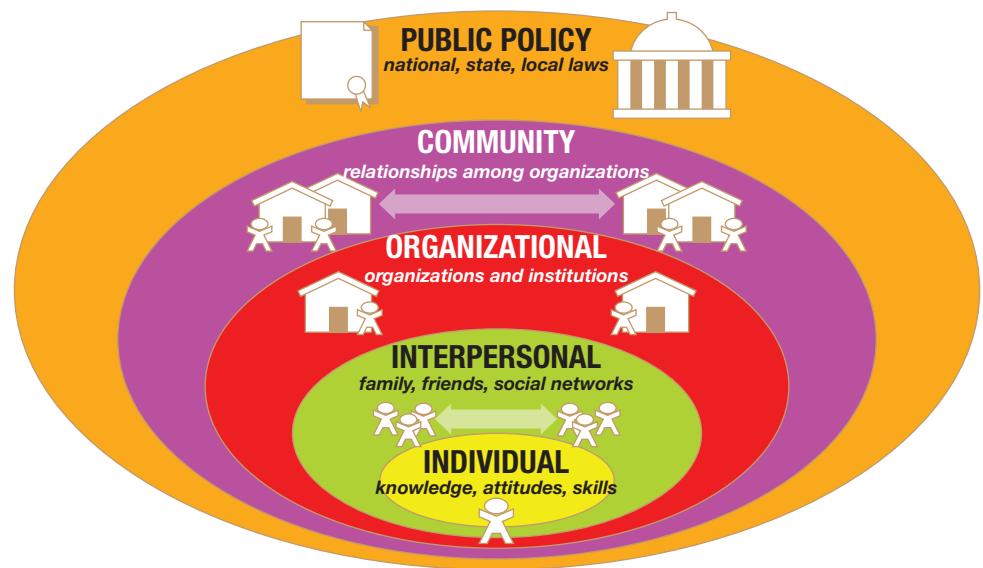 PUBLIC POLICY
national, state, local laws
COMMUNITY
relationships among organizations
ORGANIZATIONAL
organizations and institutions
INTERPERSONAL
family, friends, social networks
INDIVIDUAL
knowledge, attitudes, skills